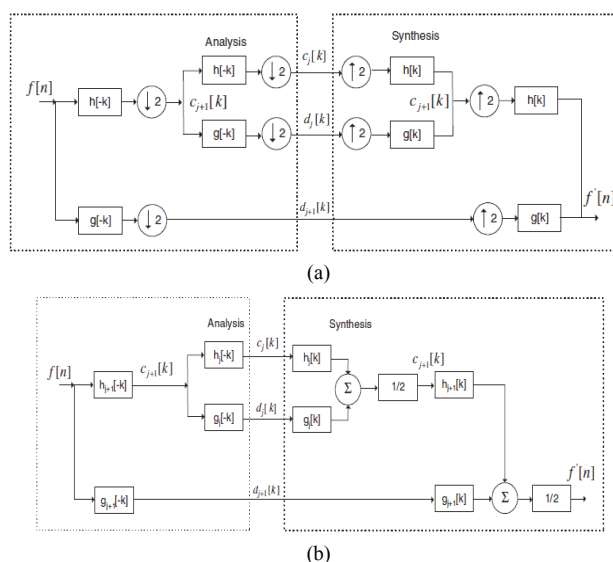 Analysis
Synthesis
f[n]
h[-k]
↓ 2
c_{j+1}[k]
h[-k]
↓ 2
c_j[k]
↑ 2
h[k]
g[-k]
↓ 2
d_j[k]
↑ 2
g[k]
c_{j+1}[k]
↑ 2
h[k]
g[-k]
↓ 2
d_{j+1}[k]
↑ 2
g[k]
f'[n]
(a)
Analysis
Synthesis
f[n]
h_{j+1}[-k]
c_{j+1}[k]
h_j[-k]
c_j[k]
h_j[k]
g_j[-k]
d_j[k]
g_j[k]
Σ
1/2
c_{j+1}[k]
h_{j+1}[k]
g_{j+1}[-k]
d_{j+1}[k]
g_{j+1}[k]
Σ
1/2
f'[n]
(b)